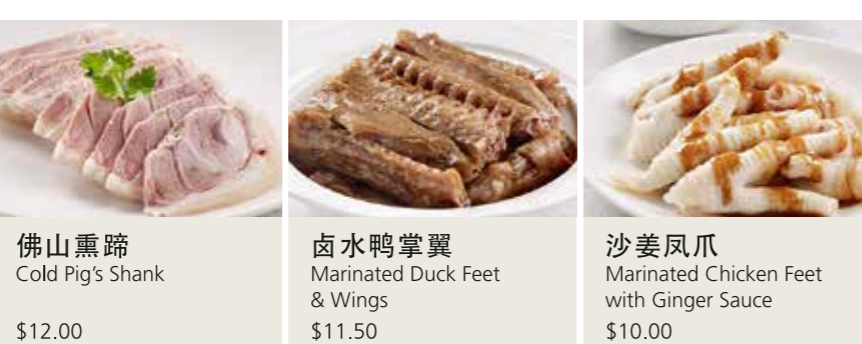 佛山熏蹄
Cold Pig's Shank
$12.00
卤水鸭掌翼
Marinated Duck Feet
& Wings
$11.50
沙姜凤爪
Marinated Chicken Feet
with Ginger Sauce
$10.00